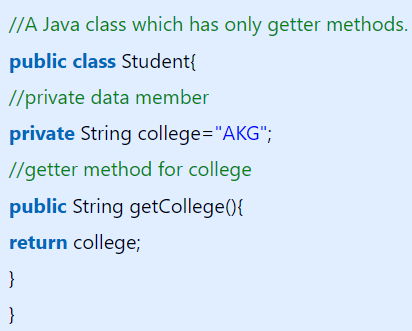 //A Java class which has only getter methods.
public class Student{
//private data member
private String college="AKG";
//getter method for college
public String getCollege(){
return college;
}
}